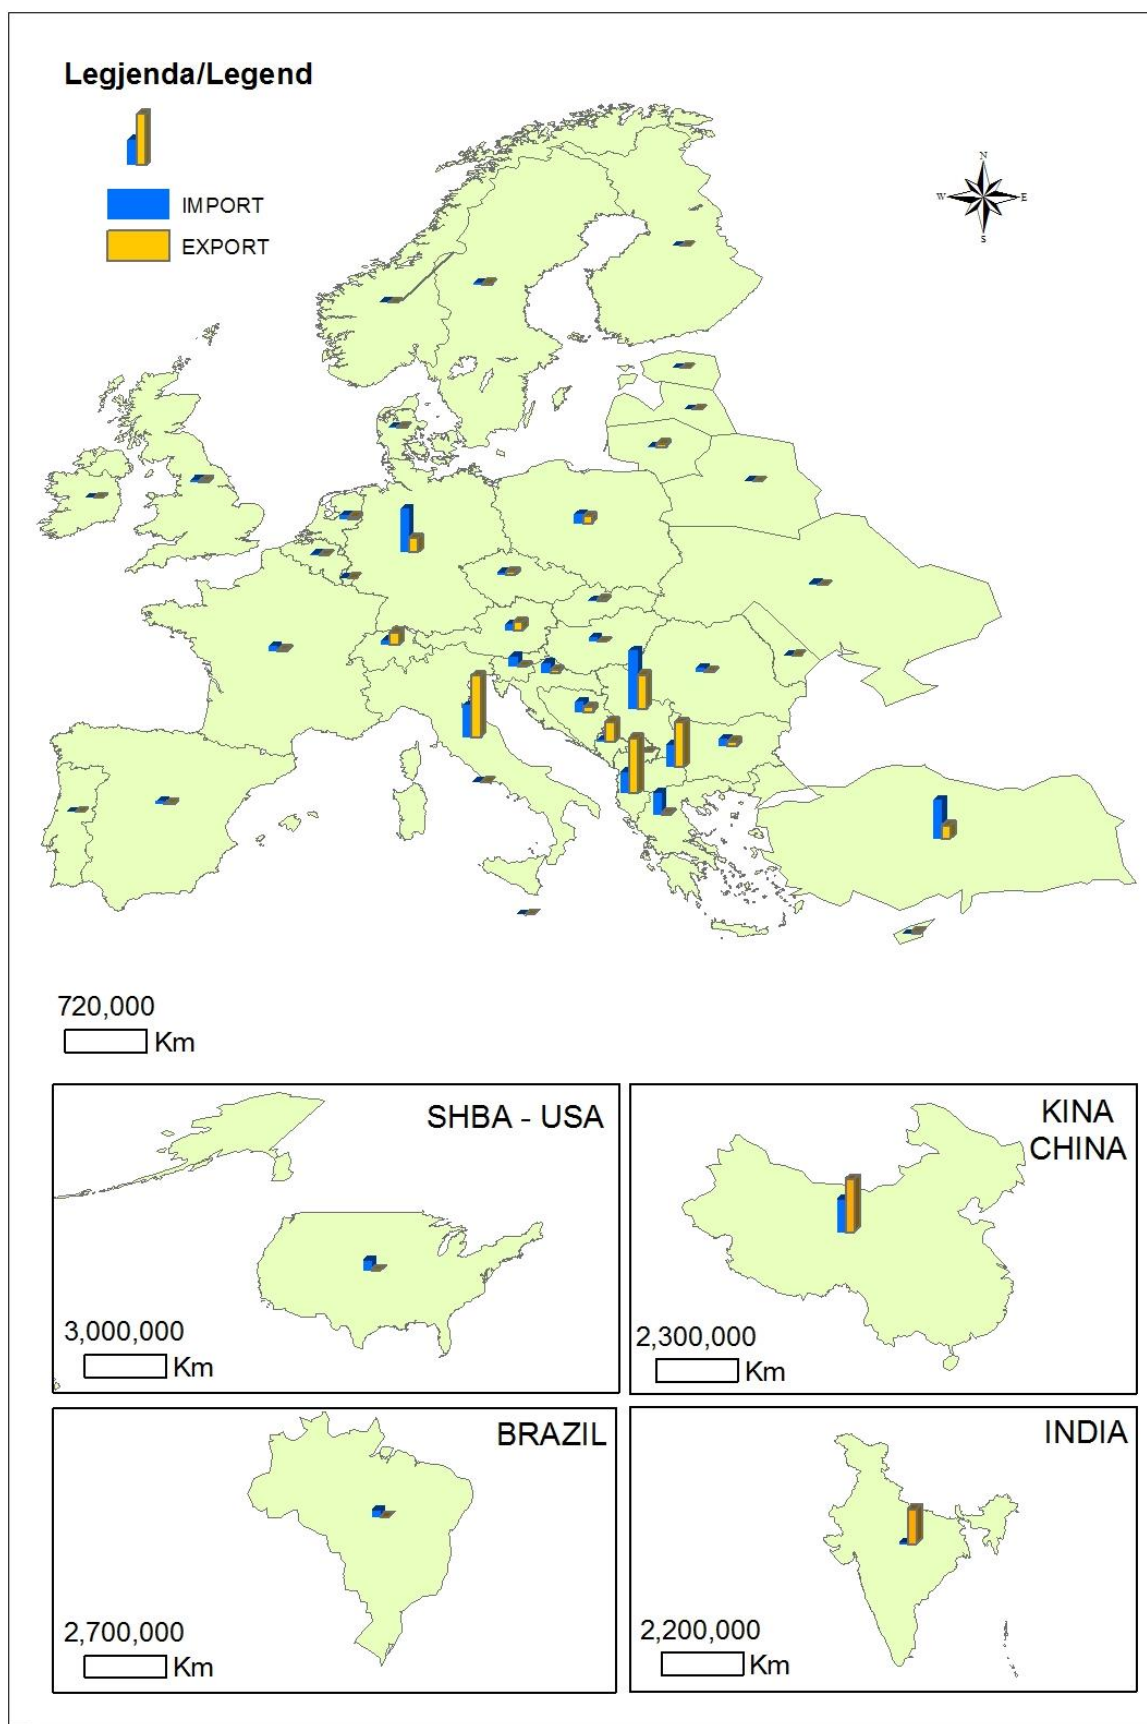 Legjenda/Legend
IMPORT
EXPORT
N
W
E
S
720,000
Km
SHBA - USA
3,000,000
Km
KINA
CHINA
2,300,000
Km
BRAZIL
2,700,000
Km
INDIA
2,200,000
Km